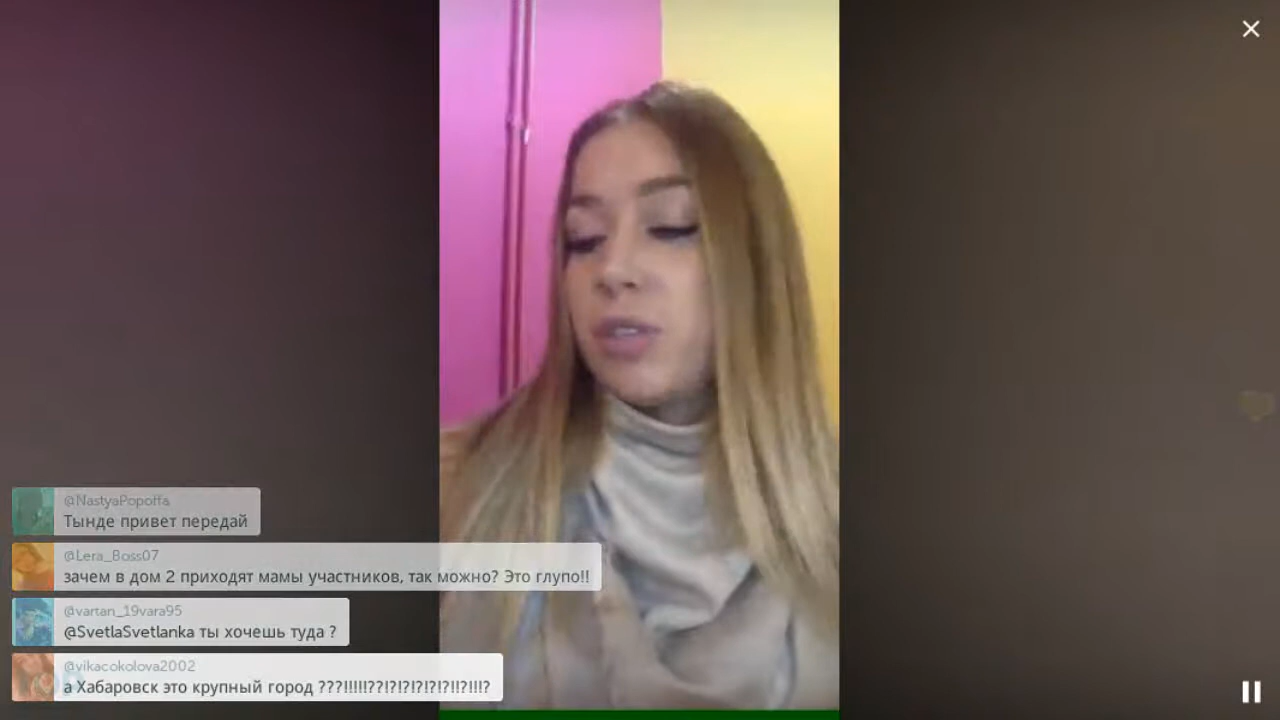 @NastyaPopoffa
Тынде привет передай
@Lera_Boss07
зачем в дом 2 приходят мамы участников, так можно? Это глупо!!
@vartan_19vara95
@SvetlaSvetlanka ты хочешь туда ?
@vikacokolova2002
а Хабаровск это крупный город ???!!!!!??!?!?!?!?!?!!?!!!?